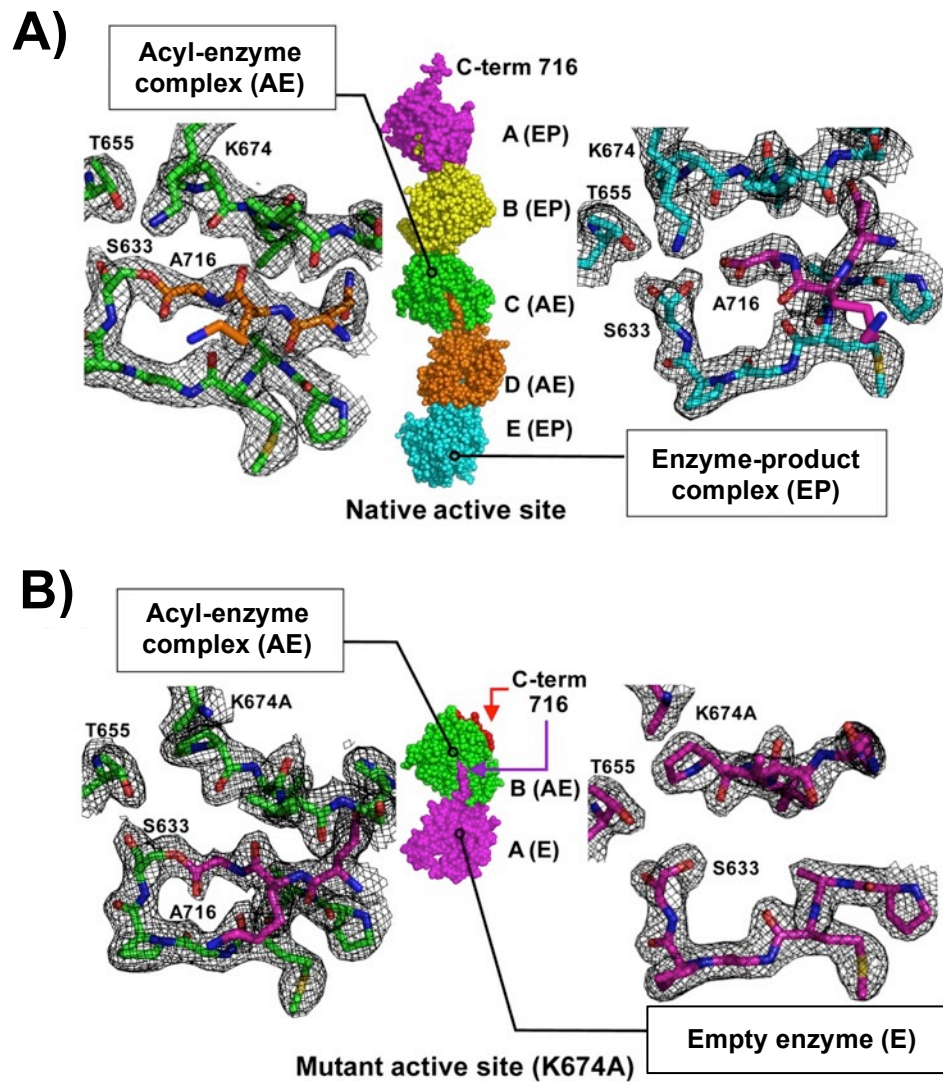 A)
Acyl-enzyme
complex (AE)
C-term 716
T655
K674
S633
A716
A (EP)
B (EP)
C (AE)
D (AE)
E (EP)
K674
T655
A716
S633
Enzyme-product
complex (EP)
Native active site
B)
Acyl-enzyme
complex (AE)
C-term
716
K674A
T655
S633
A716
B (AE)
A (E)
K674A
T655
S633
Empty enzyme (E)
Mutant active site (K674A)